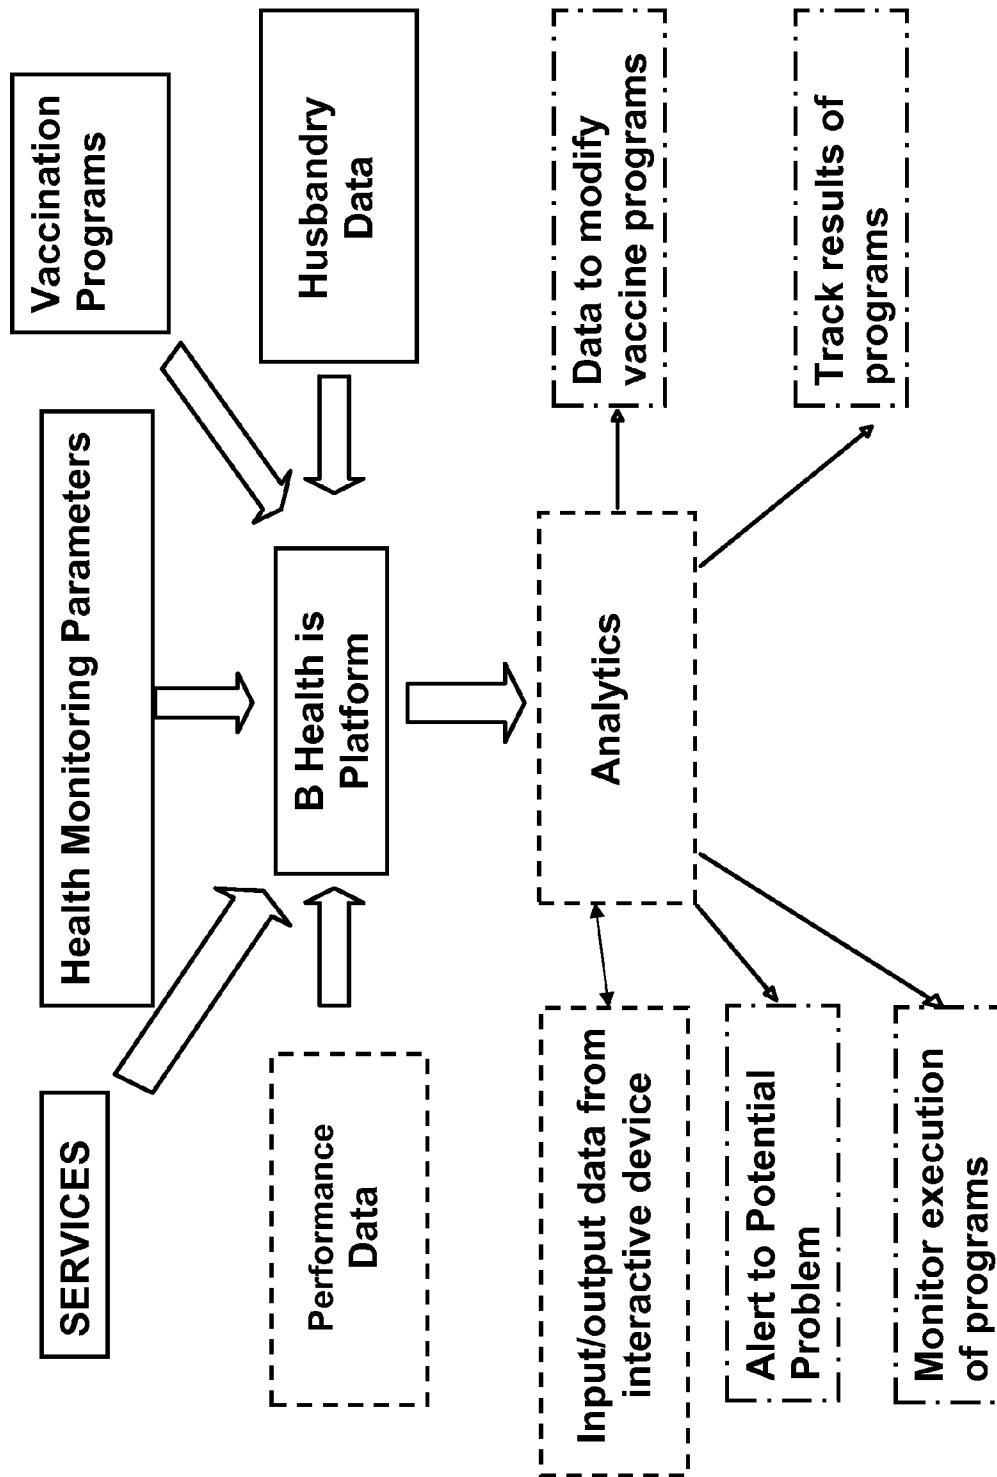 SERVICES
Health Monitoring Parameters
Vaccination
Programs
Performance
Data
B Health is
Platform
Husbandry
Data
Input/output data from
interactive device
Analytics
Data to modify
vaccine programs
Alert to Potential
Problem
Track results of
programs
Monitor execution
of programs